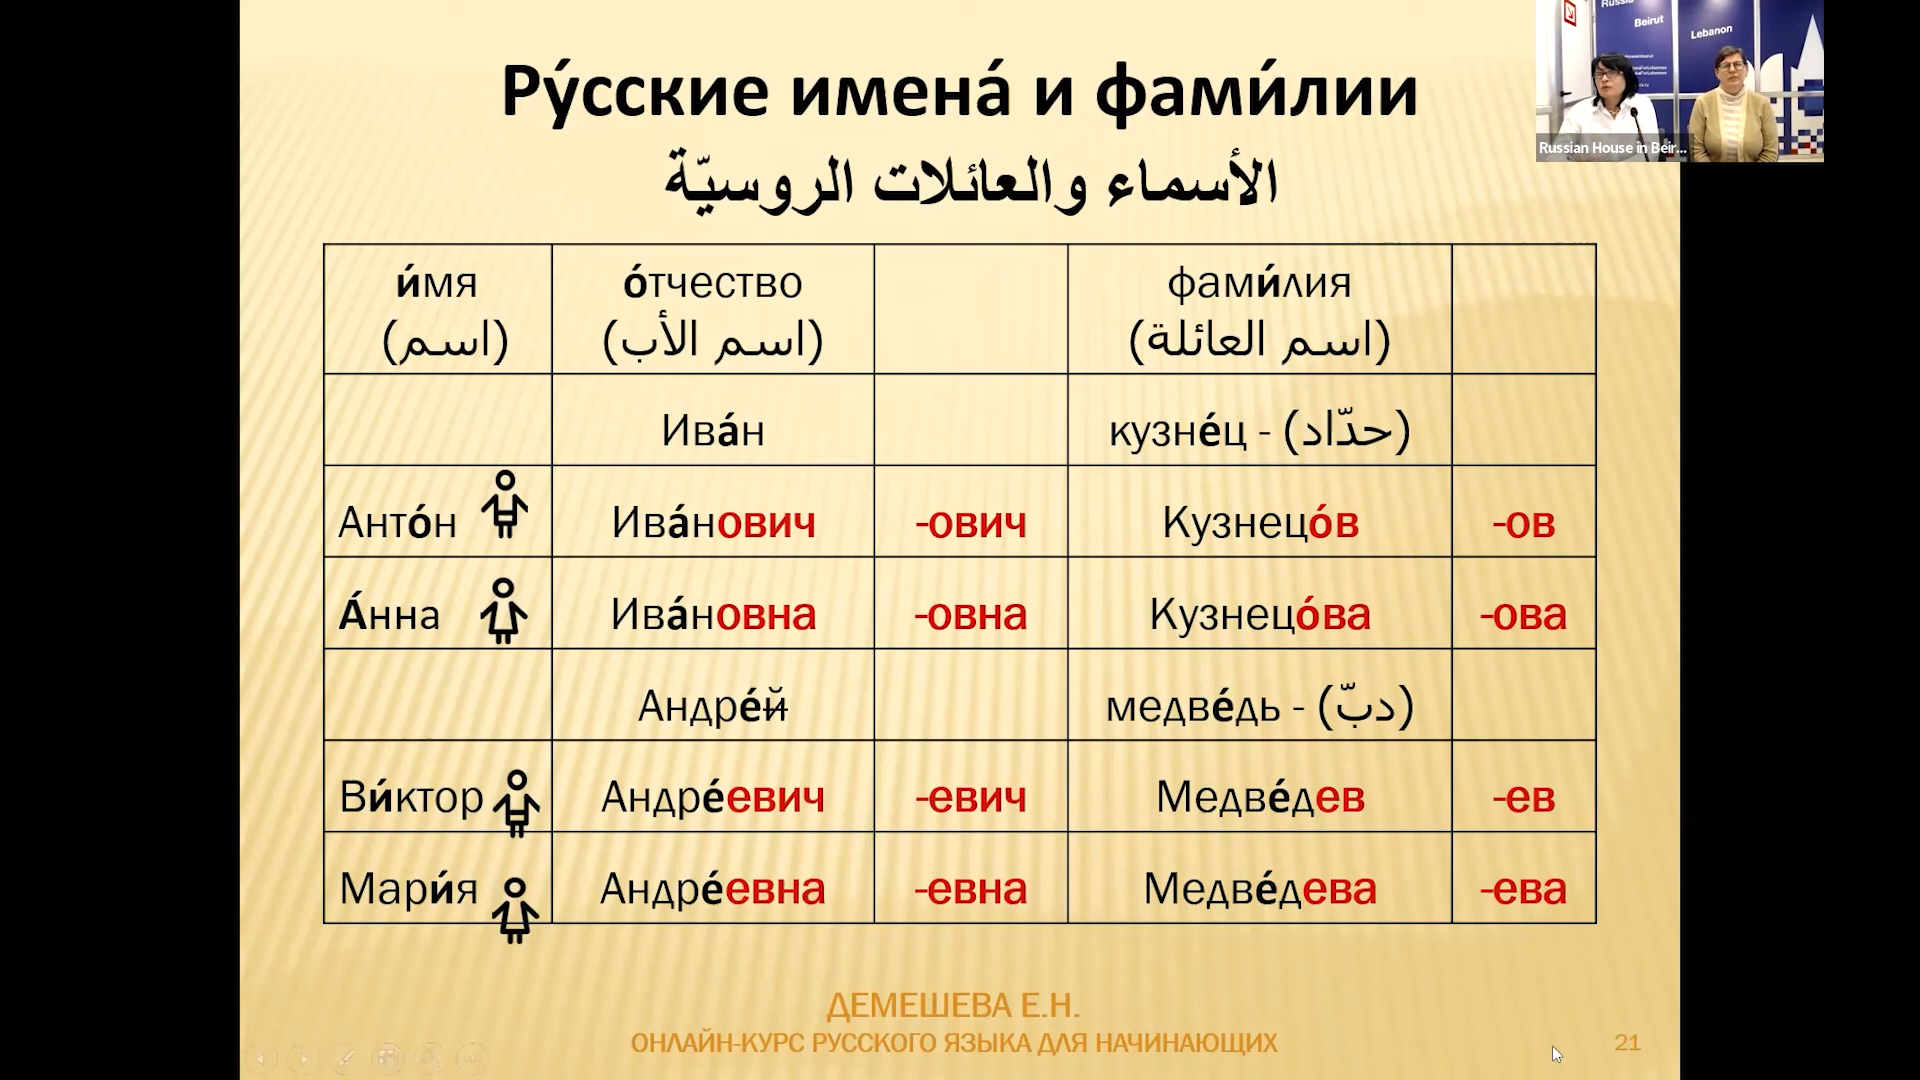 Russia
Beirut
Lebanon
Russian House in Beir...
Ру́сские имена́ и фами́лии
الأسماء والعائلات الروسيّة
и́мя о́тчество фами́лия
(اسم) (اسم الأب) (اسم العائلة)
Ива́н кузне́ц - (حدّاد)
Анто́н Ива́нович -ович Кузнецо́в -ов
А́нна Ива́новна -овна Кузнецо́ва -ова
Андре́й медве́дь - (دبّ)
Ви́ктор Андре́евич -евич Медве́дев -ев
Мари́я Андре́евна -евна Медве́дева -ева
ДЕМЕШЕВА Е.Н.
ОНЛАЙН-КУРС РУССКОГО ЯЗЫКА ДЛЯ НАЧИНАЮЩИХ
21